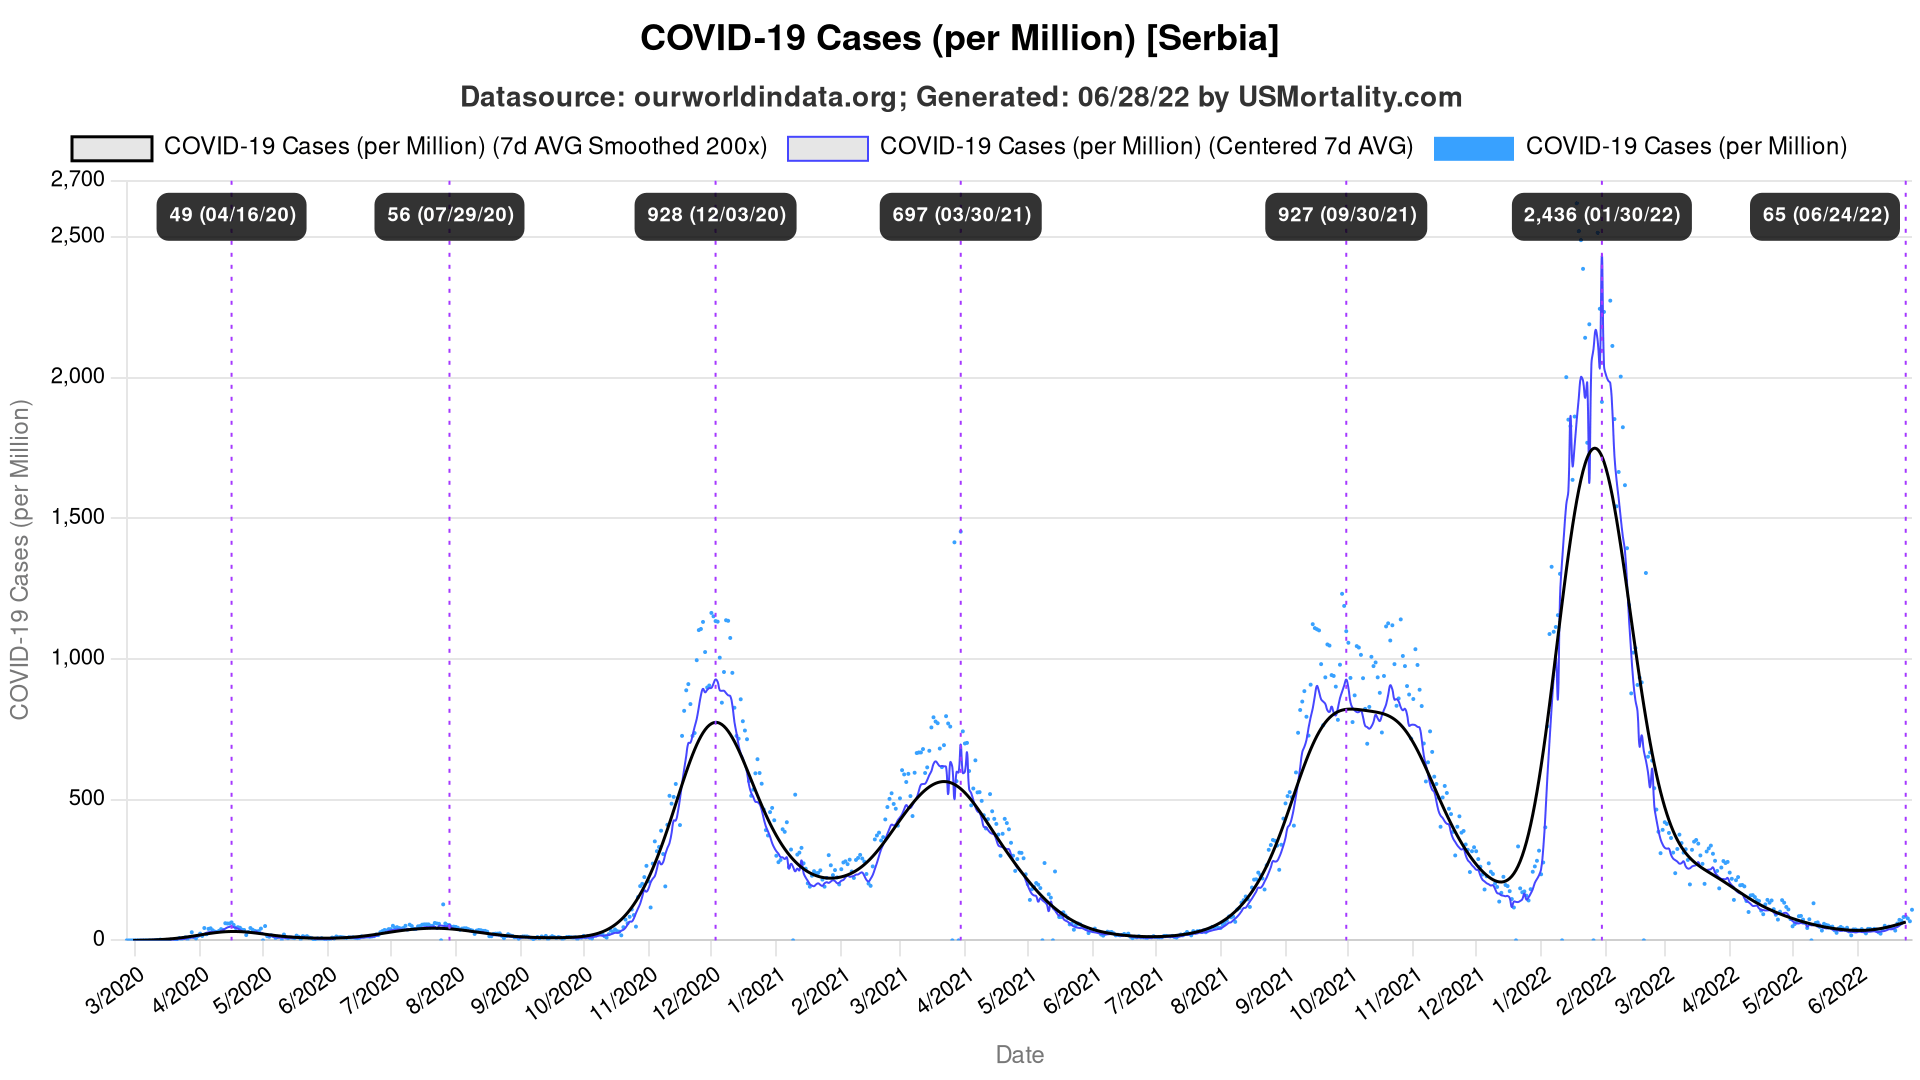 COVID-19 Cases (per Million) [Serbia]
Datasource: ourworldindata.org; Generated: 06/28/22 by USMortality.com
COVID-19 Cases (per Million) (7d AVG Smoothed 200x) COVID-19 Cases (per Million) (Centered 7d AVG) COVID-19 Cases (per Million)
49 (04/16/20) 56 (07/29/20) 928 (12/03/20) 697 (03/30/21) 927 (09/30/21) 2,436 (01/30/22) 65 (06/24/22)
2,700
2,500
2,000
1,500
1,000
500
0
COVID-19 Cases (per Million)
3/2020 4/2020 5/2020 6/2020 7/2020 8/2020 9/2020 10/2020 11/2020 12/2020 1/2021 2/2021 3/2021 4/2021 5/2021 6/2021 7/2021 8/2021 9/2021 10/2021 11/2021 12/2021 1/2022 2/2022 3/2022 4/2022 5/2022 6/2022
Date